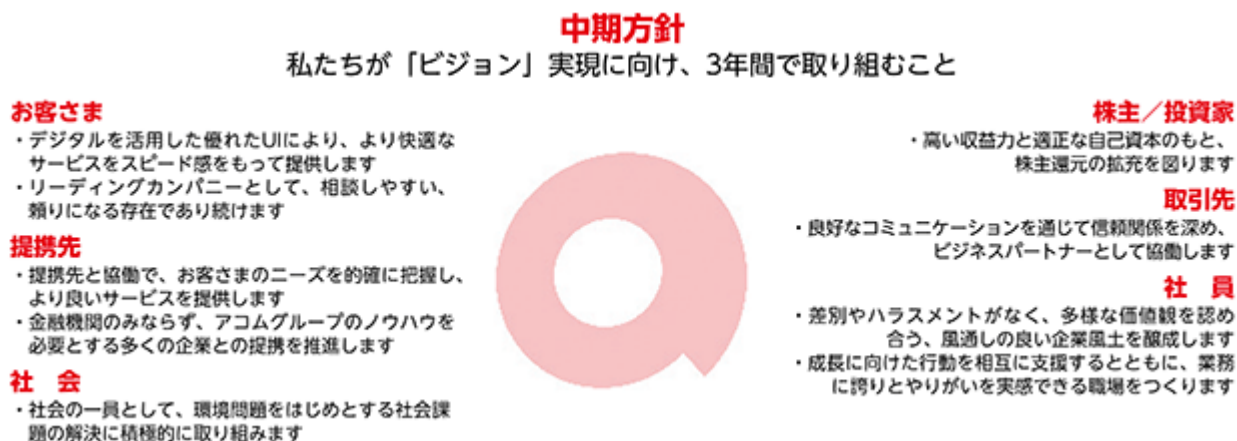 中期方針
私たちが「ビジョン」実現に向け、3年間で取り組むこと
お客さま
・デジタルを活用した優れたUIにより、より快適な
サービスをスピード感をもって提供します
・リーディングカンパニーとして、相談しやすい、
頼りになる存在であり続けます
提携先
・提携先と協働で、お客さまのニーズを的確に把握し、
より良いサービスを提供します
・金融機関のみならず、アコムグループのノウハウを
必要とする多くの企業との提携を推進します
社　会
・社会の一員として、環境問題をはじめとする社会課
題の解決に積極的に取り組みます
株主／投資家
・高い収益力と適正な自己資本のもと、
株主還元の拡充を図ります
取引先
・良好なコミュニケーションを通じて信頼関係を深め、
ビジネスパートナーとして協働します
社　員
・差別やハラスメントがなく、多様な価値観を認め
合う、風通しの良い企業風土を醸成します
・成長に向けた行動を相互に支援するとともに、業務
に誇りとやりがいを実感できる職場をつくります